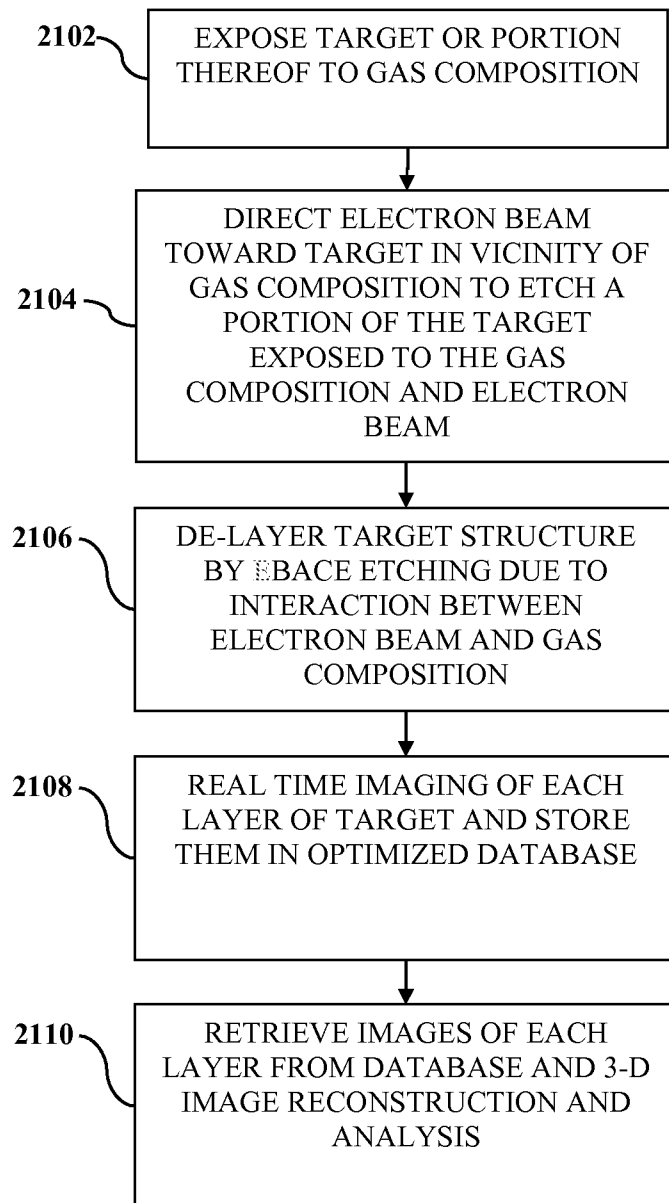 2102
EXPOSE TARGET OR PORTION
THEREOF TO GAS COMPOSITION
2104
DIRECT ELECTRON BEAM
TOWARD TARGET IN VICINITY OF
GAS COMPOSITION TO ETCH A
PORTION OF THE TARGET
EXPOSED TO THE GAS
COMPOSITION AND ELECTRON
BEAM
2106
DE-LAYER TARGET STRUCTURE
BY EBACE ETCHING DUE TO
INTERACTION BETWEEN
ELECTRON BEAM AND GAS
COMPOSITION
2108
REAL TIME IMAGING OF EACH
LAYER OF TARGET AND STORE
THEM IN OPTIMIZED DATABASE
2110
RETRIEVE IMAGES OF EACH
LAYER FROM DATABASE AND 3-D
IMAGE RECONSTRUCTION AND
ANALYSIS